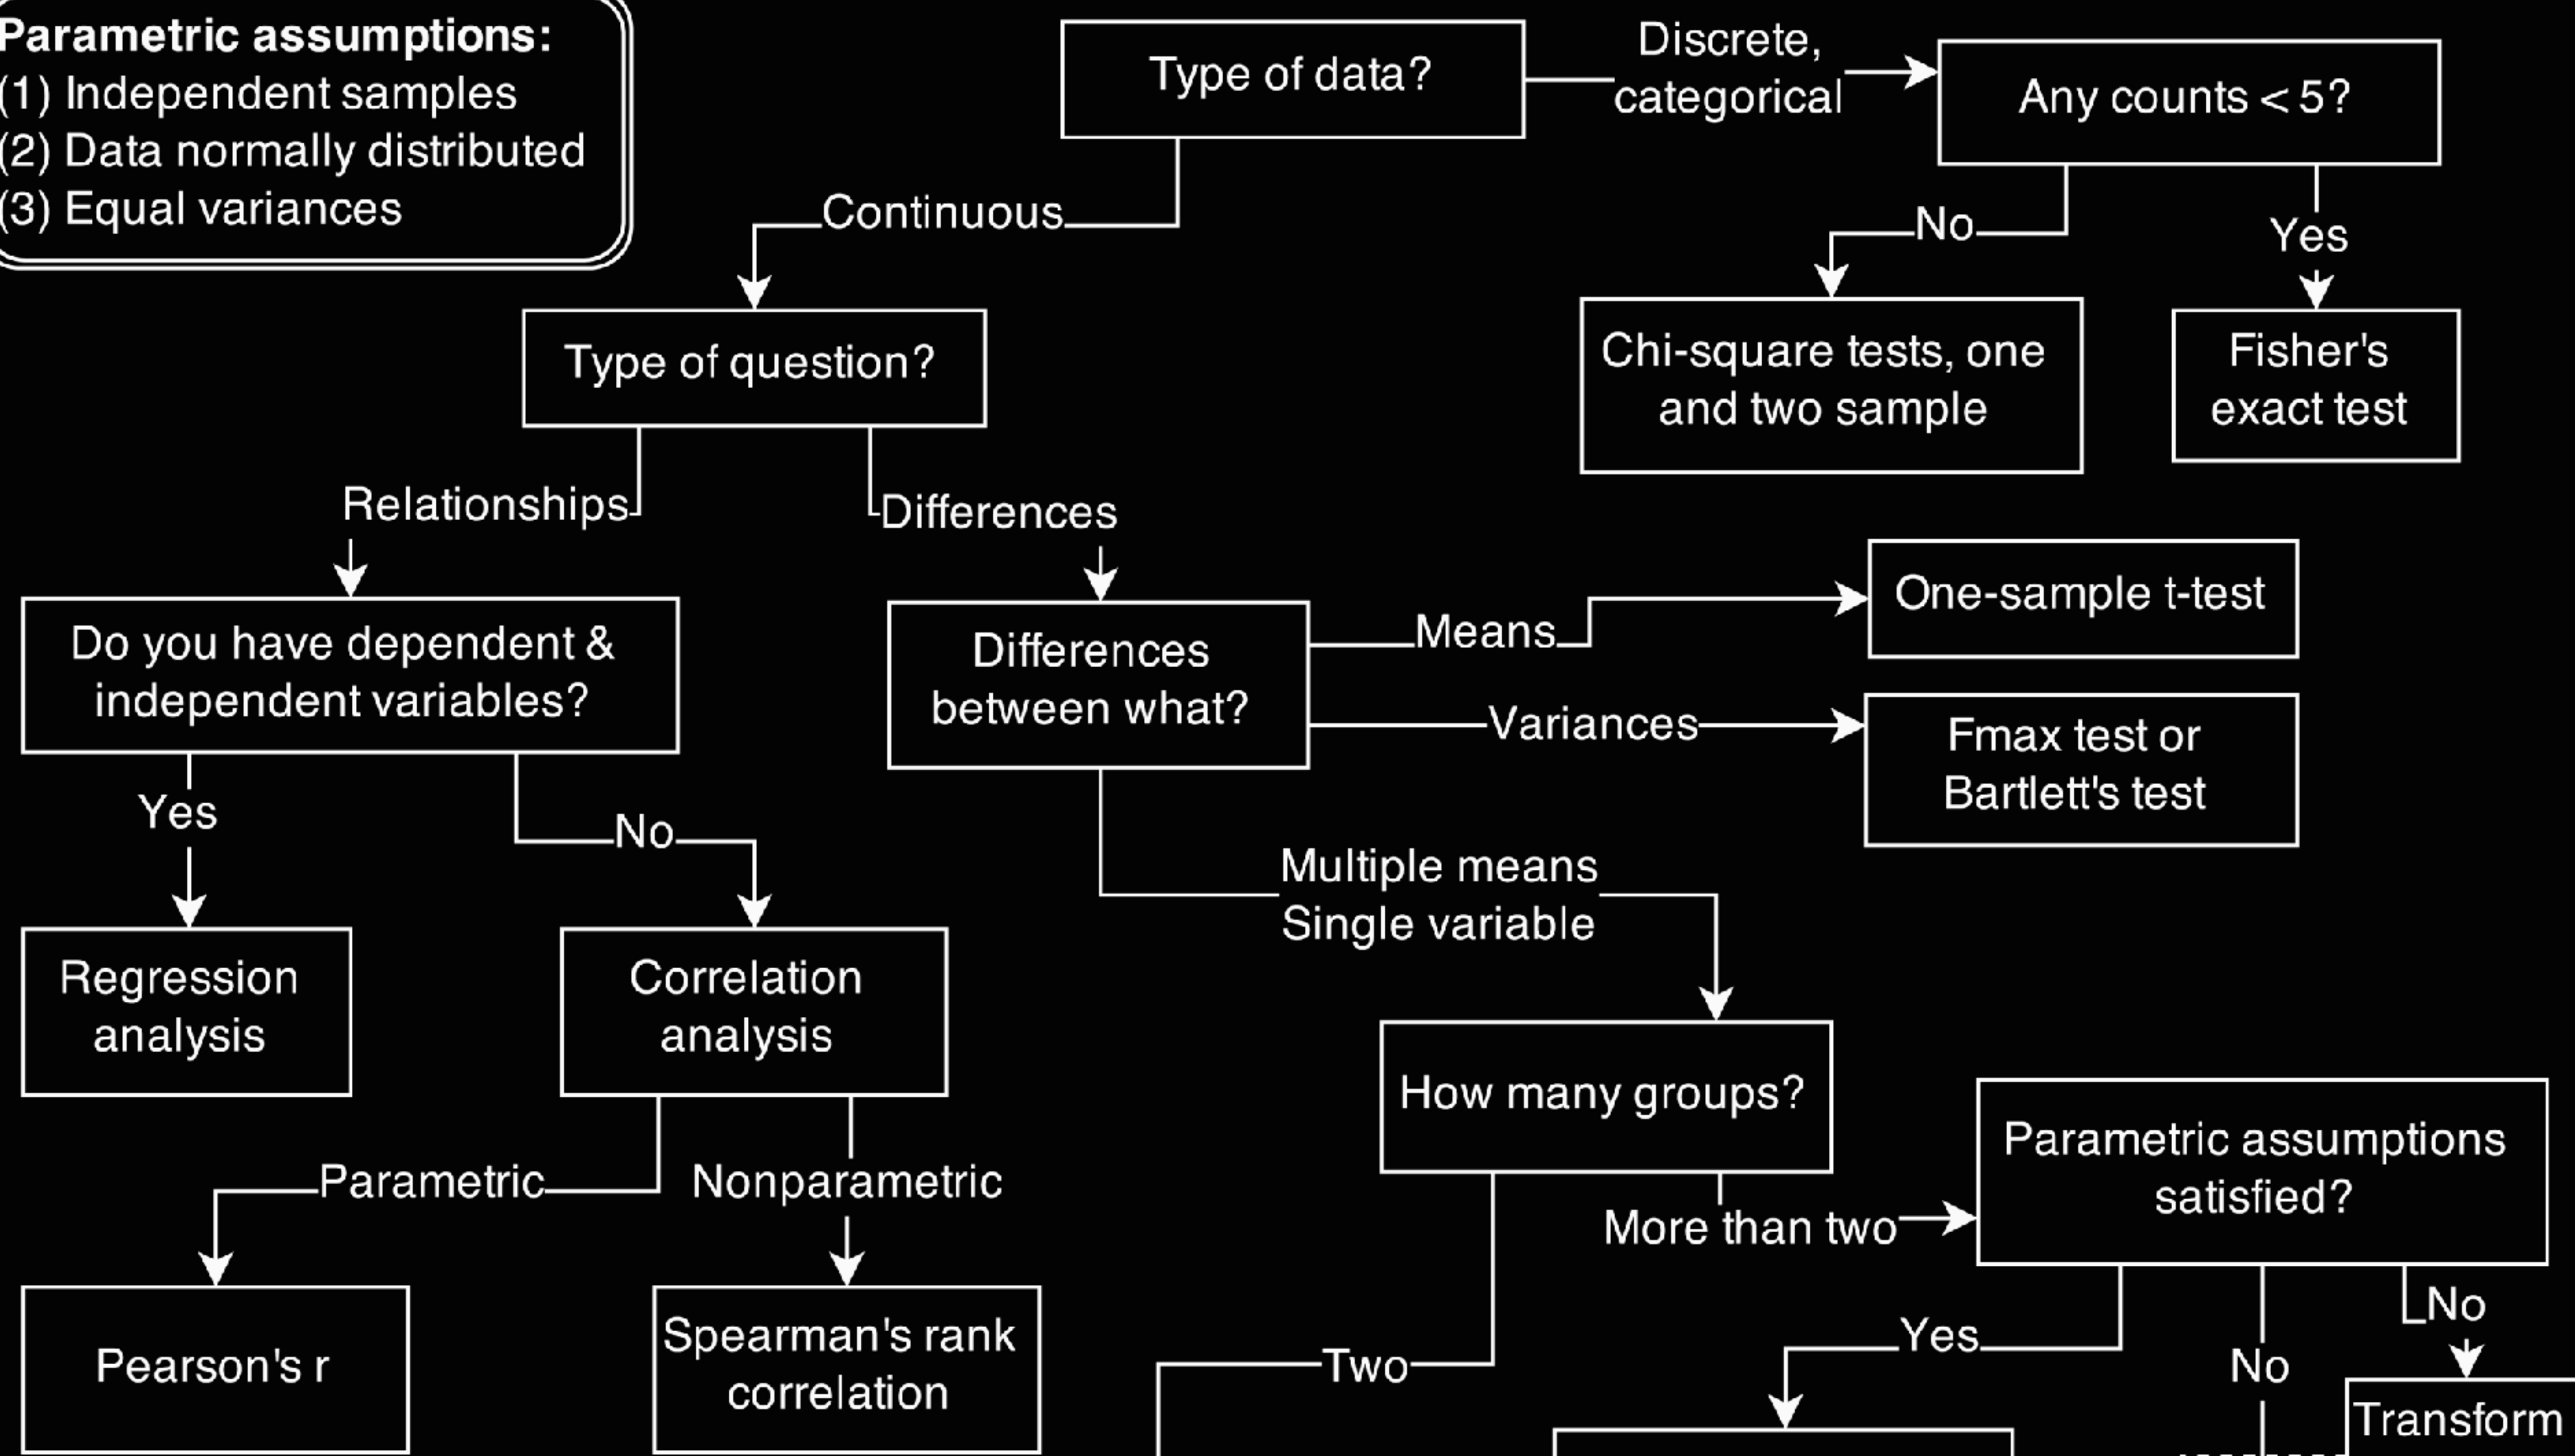 Parametric assumptions:
(1) Independent samples
(2) Data normally distributed
(3) Equal variances
Type of data?
Discrete,
categorical
Any counts < 5?
Continuous
No
Yes
Type of question?
Chi-square tests, one
and two sample
Fisher's
exact test
Relationships
Differences
Do you have dependent &
independent variables?
Differences
between what?
Means
One-sample t-test
Variances
Fmax test or
Bartlett's test
Yes
No
Multiple means
Single variable
Regression
analysis
Correlation
analysis
How many groups?
Parametric assumptions
satisfied?
Parametric
Nonparametric
More than two
Pearson's r
Spearman's rank
correlation
Two
Yes
No
No
Transform